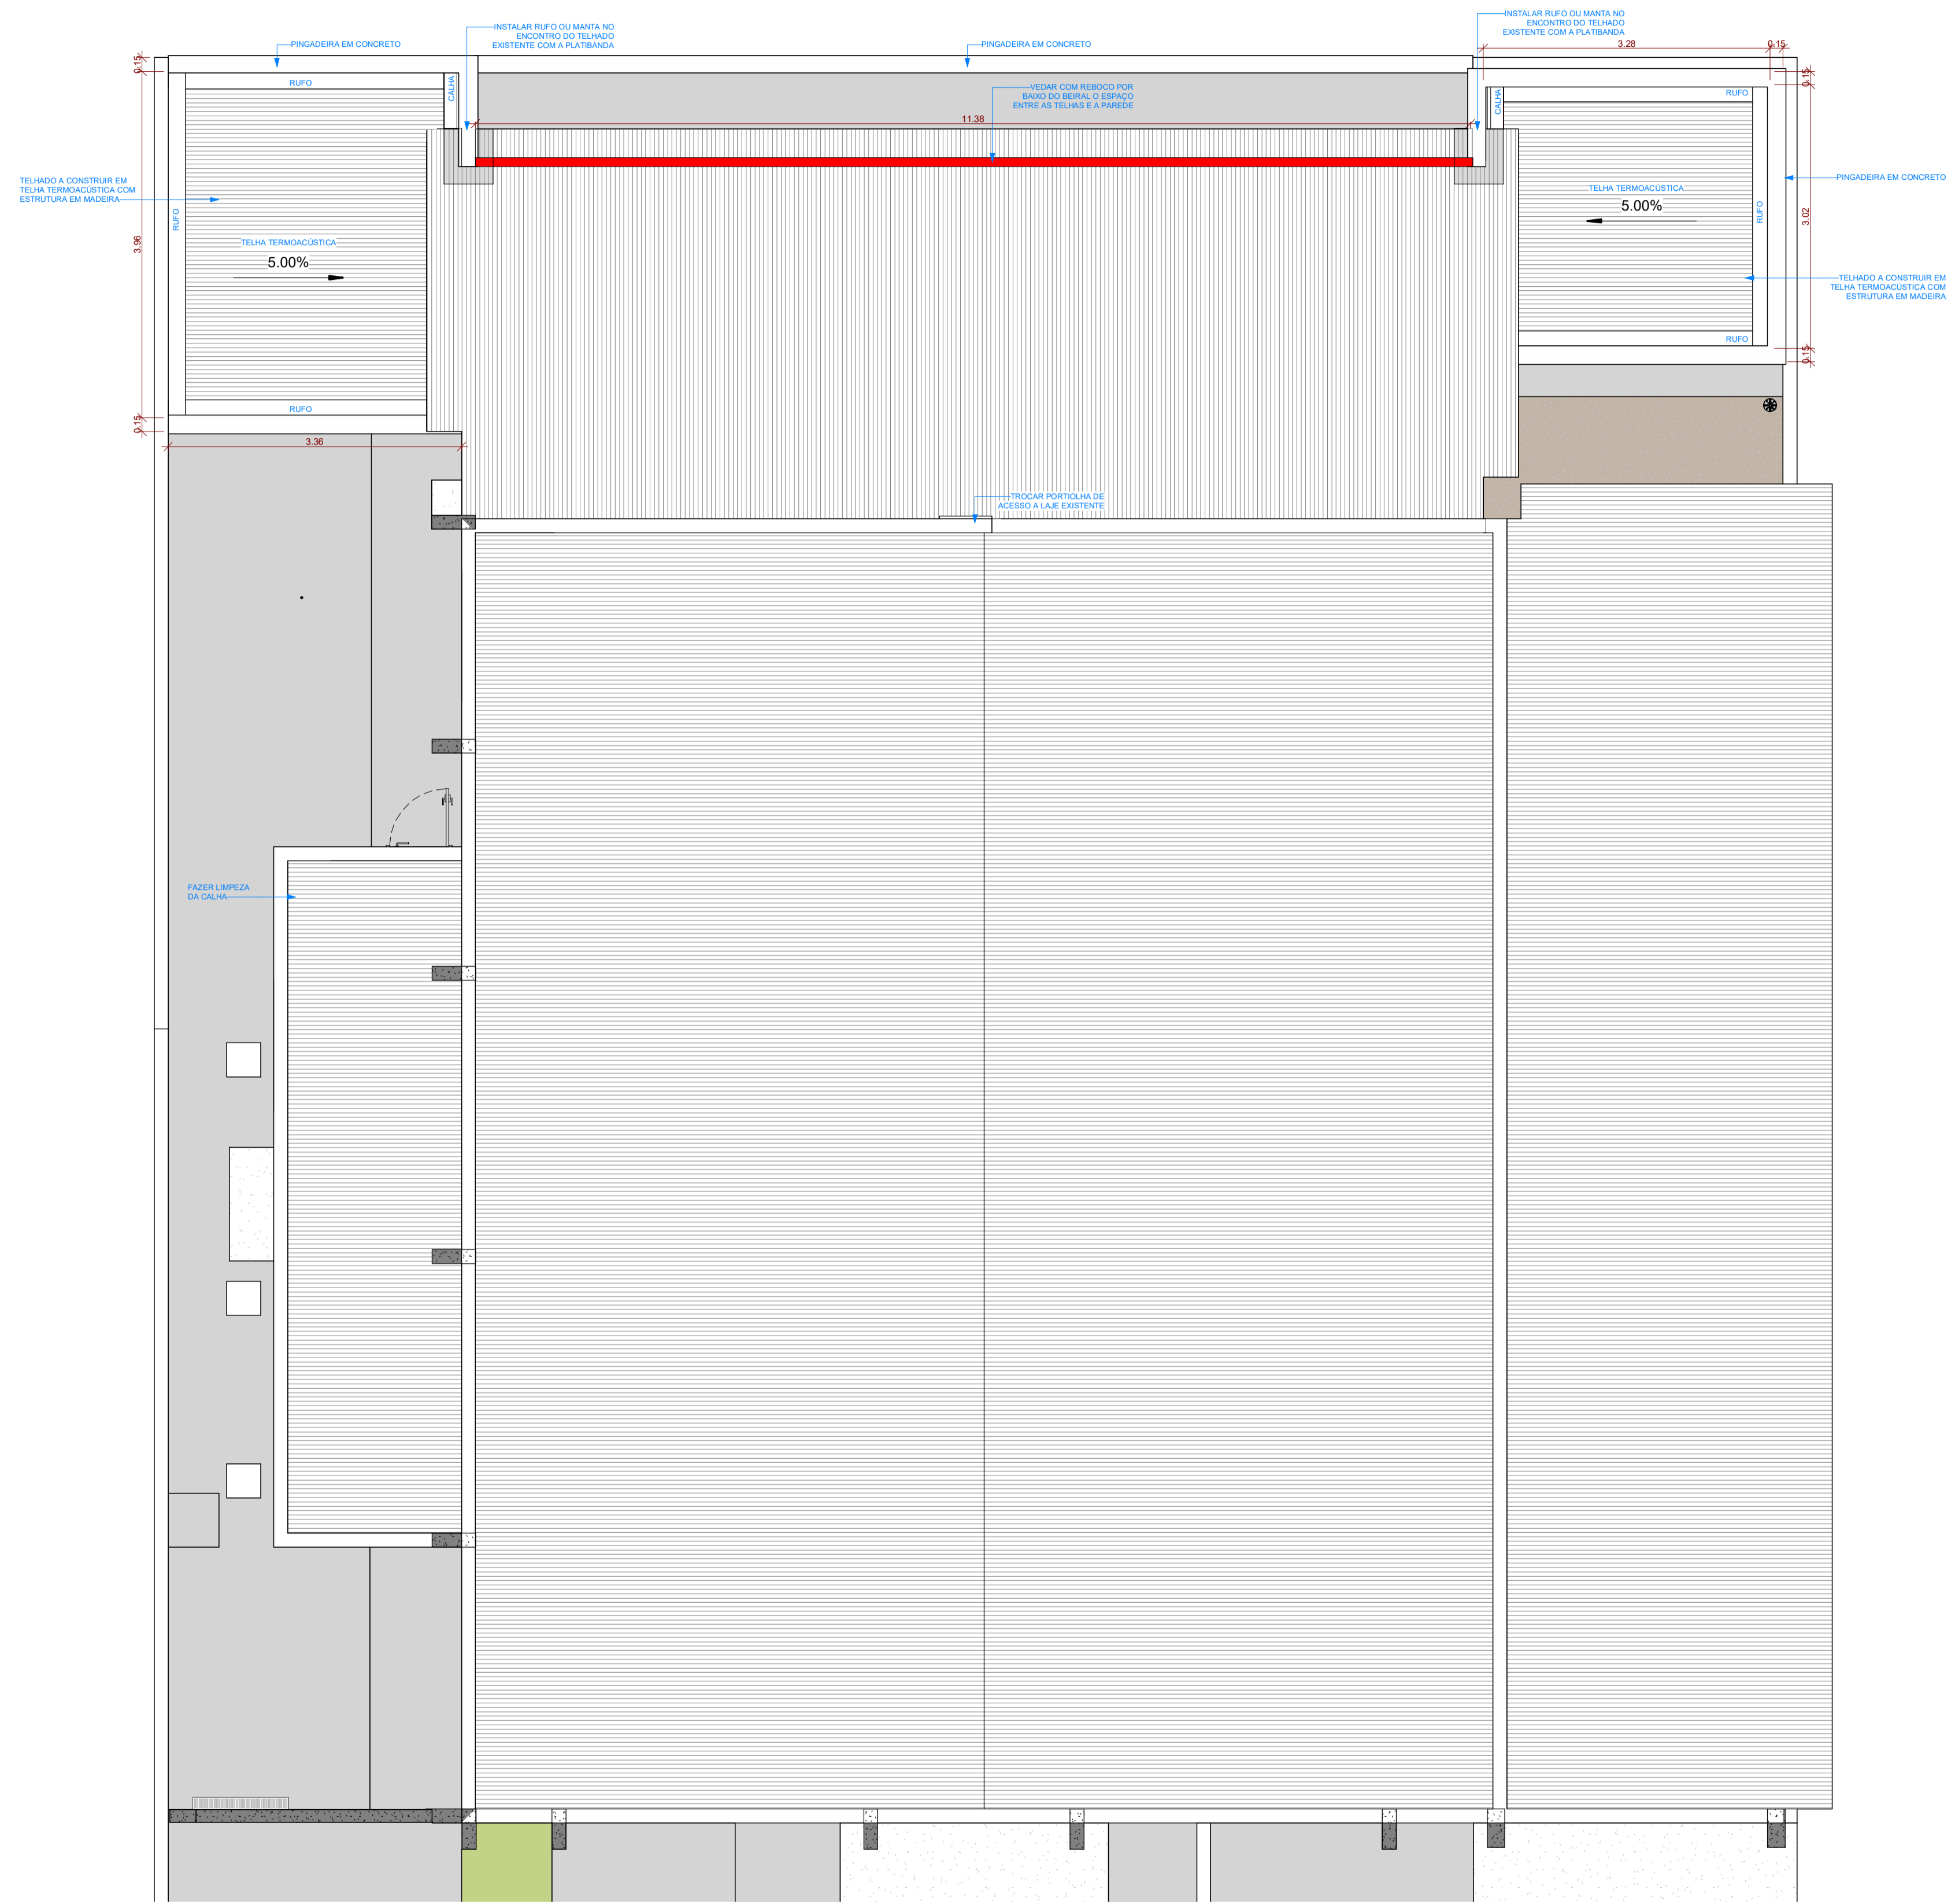 INSTALAR RUFO OU MANTA NO
ENCONTRO DO TELHADO
EXISTENTE COM A PLATIBANDA
INSTALAR RUFO OU MANTA NO
ENCONTRO DO TELHADO
EXISTENTE COM A PLATIBANDA
PINGADEIRA EM CONCRETO
PINGADEIRA EM CONCRETO
3.28
0.15
0.15
0.15
RUFO
CALHA
VEDAR COM REBOCO POR
BAIXO DO BEIRAL O ESPAÇO
ENTRE AS TELHAS E A PAREDE
CALHA
RUFO
11.38
TELHADO A CONSTRUIR EM
TELHA TERMOACÚSTICA COM
ESTRUTURA EM MADEIRA
PINGADEIRA EM CONCRETO
TELHA TERMOACÚSTICA
5.00%
RUFO
RUFO
3.02
3.96
TELHA TERMOACÚSTICA
5.00%
TELHADO A CONSTRUIR EM
TELHA TERMOACÚSTICA COM
ESTRUTURA EM MADEIRA
RUFO
0.15
RUFO
0.15
3.36
TROCAR PORTIOLHA DE
ACESSO A LAJE EXISTENTE
FAZER LIMPEZA
DA CALHA